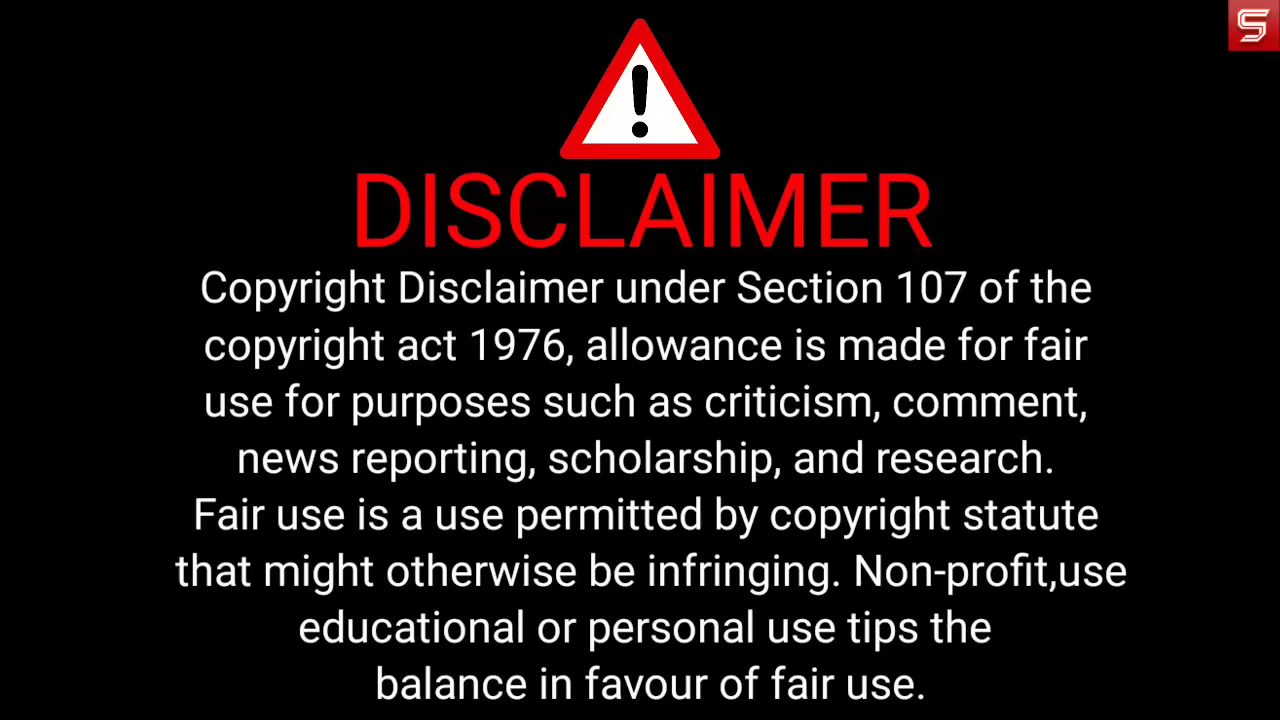 S
DISCLAIMER
Copyright Disclaimer under Section 107 of the
copyright act 1976, allowance is made for fair
use for purposes such as criticism, comment,
news reporting, scholarship, and research.
Fair use is a use permitted by copyright statute
that might otherwise be infringing. Non-profit,use
educational or personal use tips the
balance in favour of fair use.